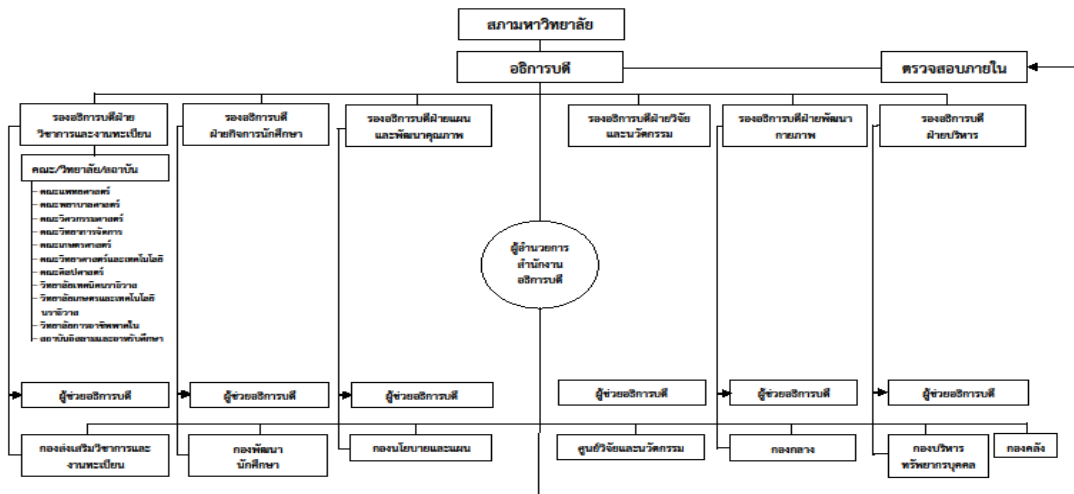 สภามหาวิทยาลัย
อธิการบดี
ตรวจสอบภายใน
รองอธิการบดีฝ่าย
วิชาการและงานทะเบียน
รองอธิการบดี
ฝ่ายกิจการนักศึกษา
รองอธิการบดีฝ่ายแผน
และพัฒนาคุณภาพ
รองอธิการบดีฝ่ายวิจัย
และนวัตกรรม
รองอธิการบดีฝ่ายพัฒนา
กายภาพ
รองอธิการบดี
ฝ่ายบริหาร
คณะ/วิทยาลัย/สถาบัน
คณะแพทยศาสตร์
คณะพยาบาลศาสตร์
คณะวิศวกรรมศาสตร์
คณะวิทยาการจัดการ
คณะเกษตรศาสตร์
คณะวิทยาศาสตร์และเทคโนโลยี
คณะศิลปศาสตร์
วิทยาลัยเทคนิคนราธิวาส
วิทยาลัยเกษตรและเทคโนโลยี
นราธิวาส
วิทยาลัยการอาชีพตากใบ
สถาบันอิสลามและอาหรับศึกษา
ผู้อำนวยการ
สำนักงาน
อธิการบดี
ผู้ช่วยอธิการบดี
ผู้ช่วยอธิการบดี
ผู้ช่วยอธิการบดี
ผู้ช่วยอธิการบดี
ผู้ช่วยอธิการบดี
ผู้ช่วยอธิการบดี
กองส่งเสริมวิชาการและ
งานทะเบียน
กองพัฒนา
นักศึกษา
กองนโยบายและแผน
ศูนย์วิจัยและนวัตกรรม
กองกลาง
กองบริหาร
ทรัพยากรบุคคล
กองคลัง